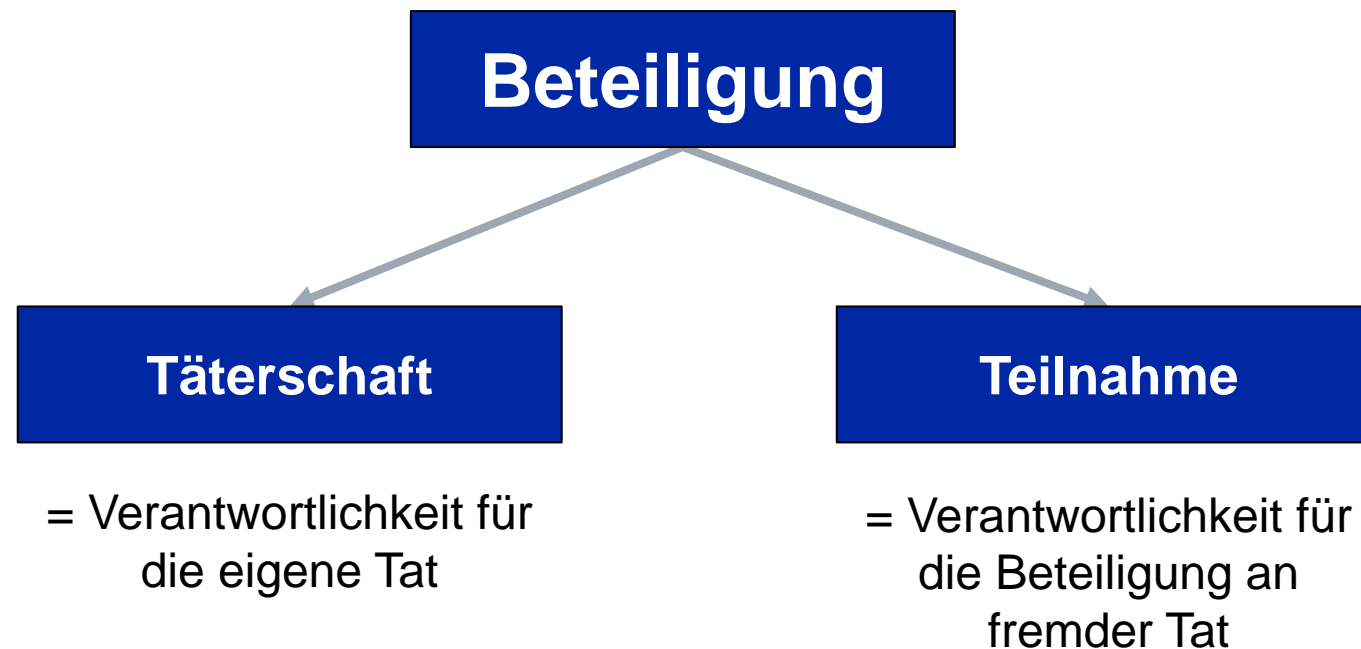 Beteiligung
Täterschaft
= Verantwortlichkeit für
die eigene Tat
Teilnahme
= Verantwortlichkeit für
die Beteiligung an
fremder Tat